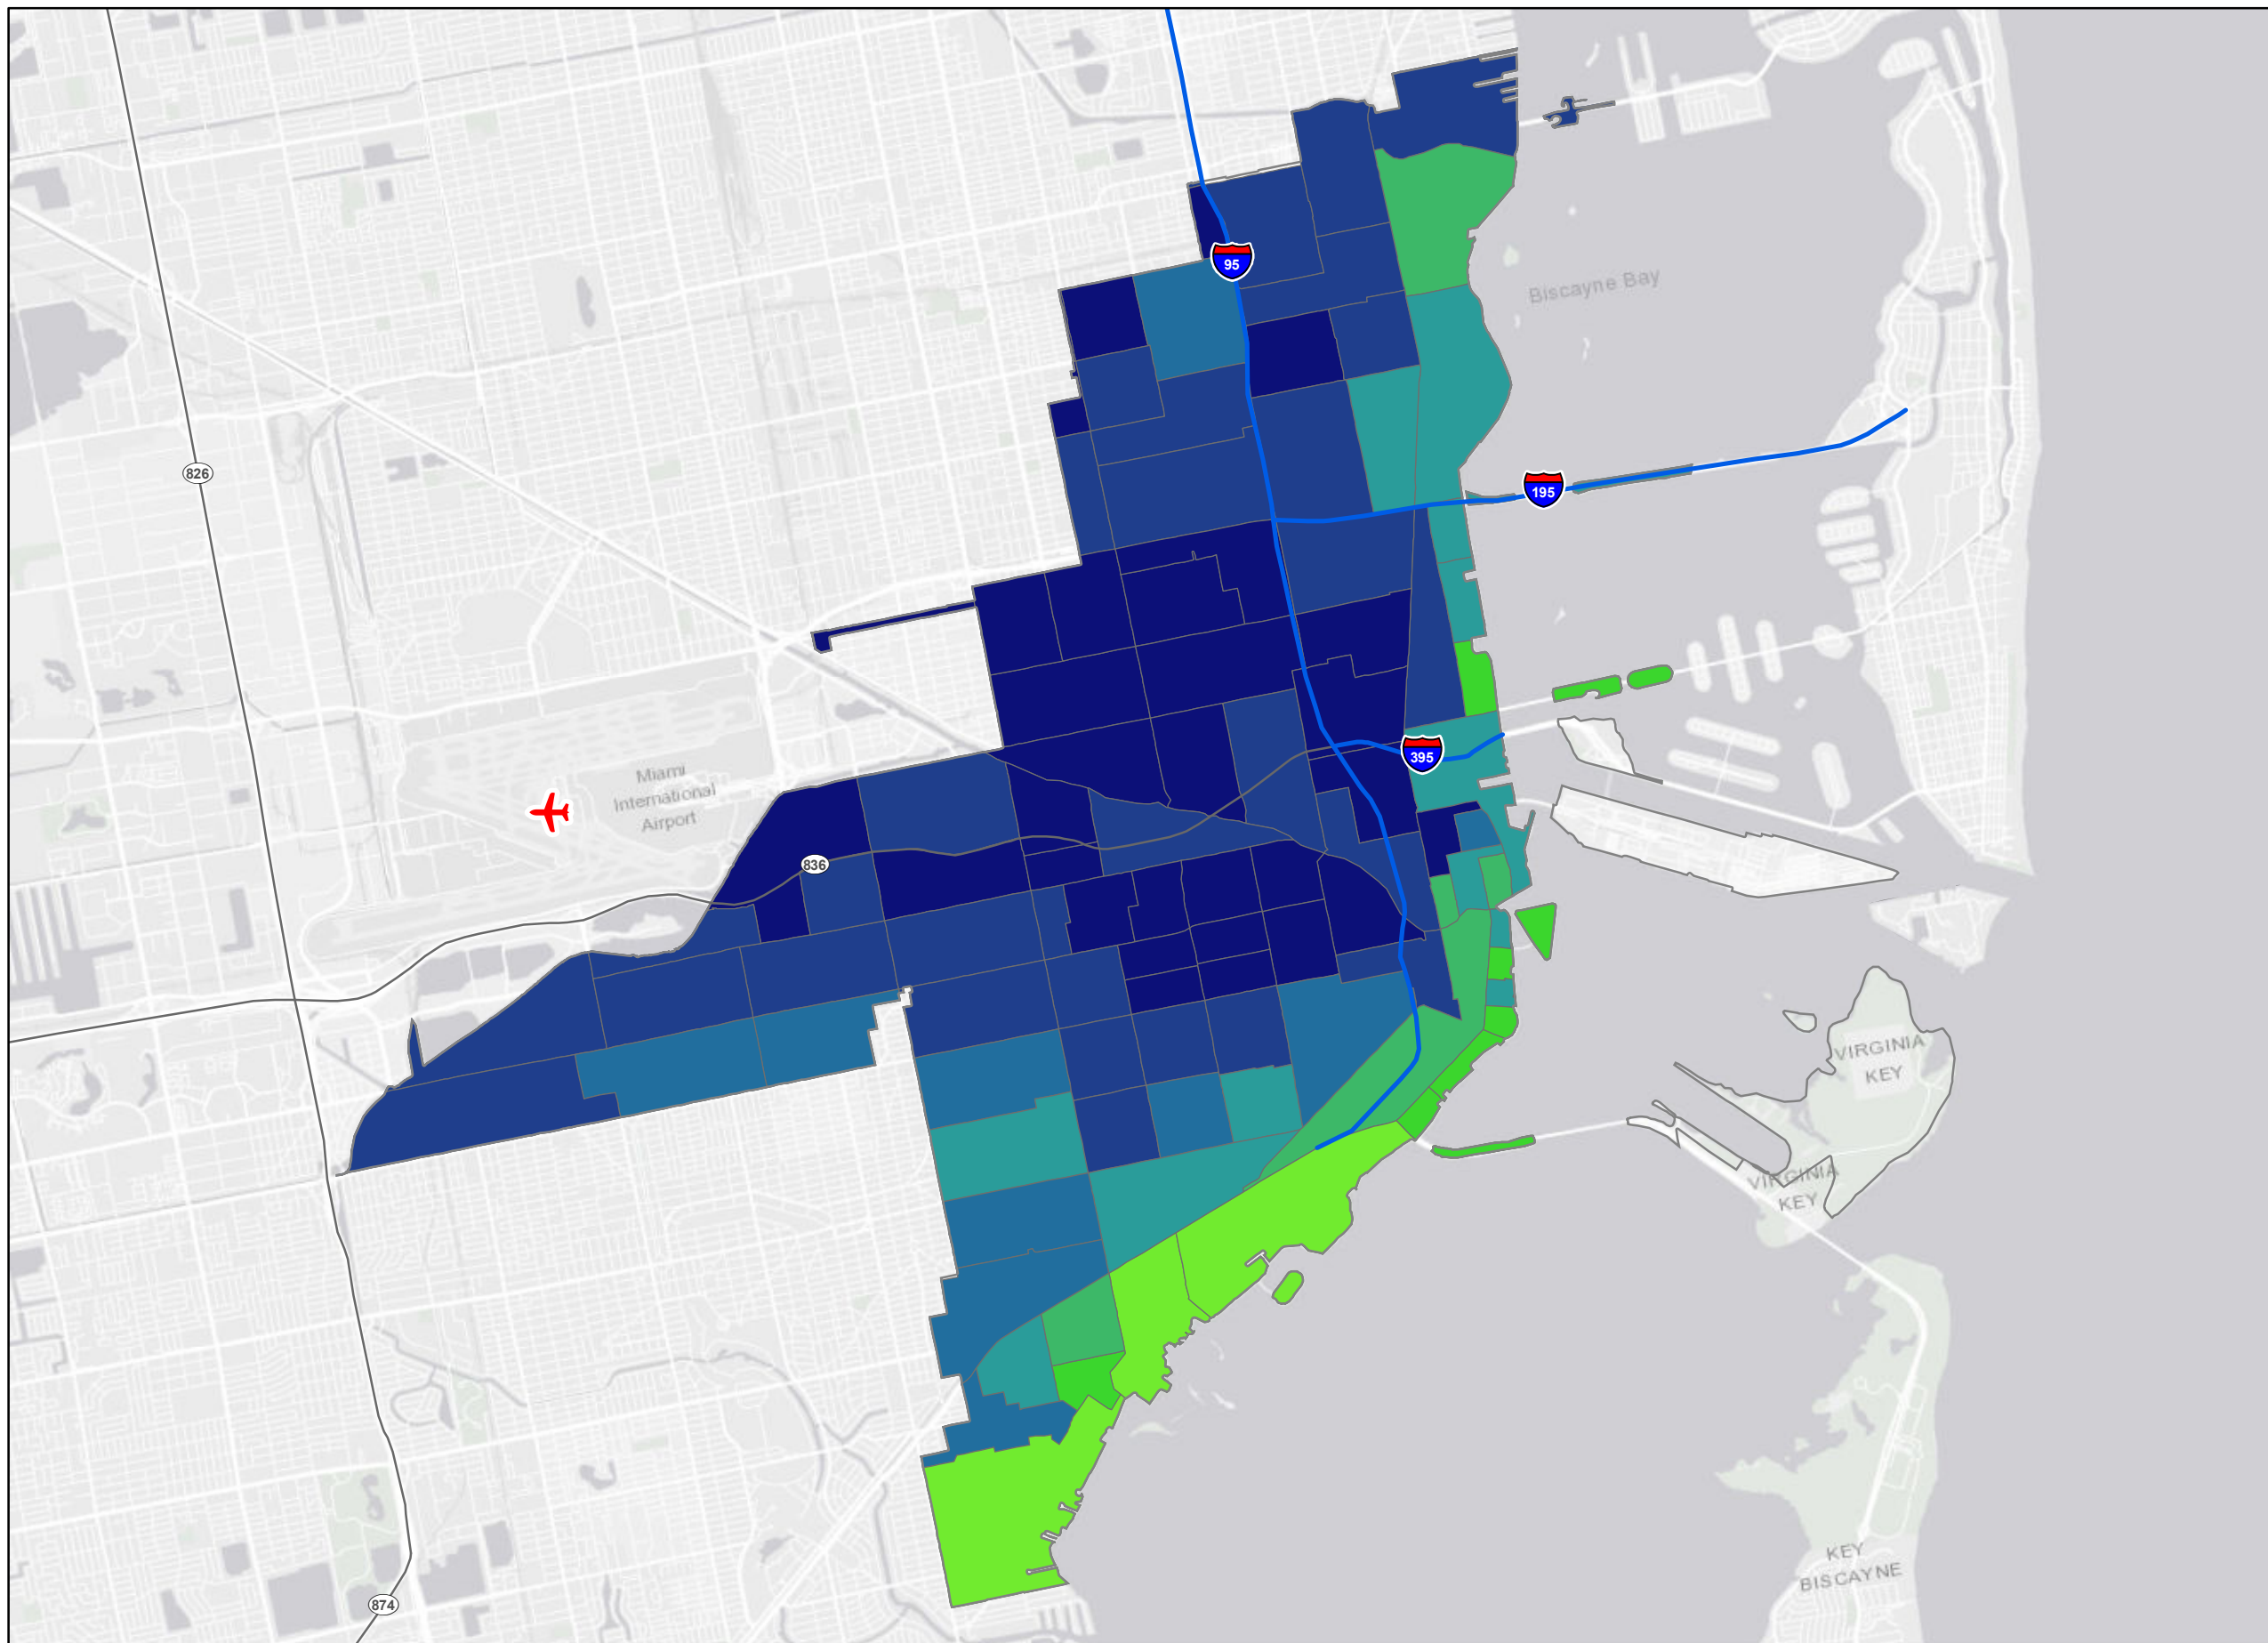 95
Biscayne Bay
826
195
395
Miami
International
Airport
836
VIRGINIA
KEY
VIRGINIA
KEY
KEY
BISCAYNE
874